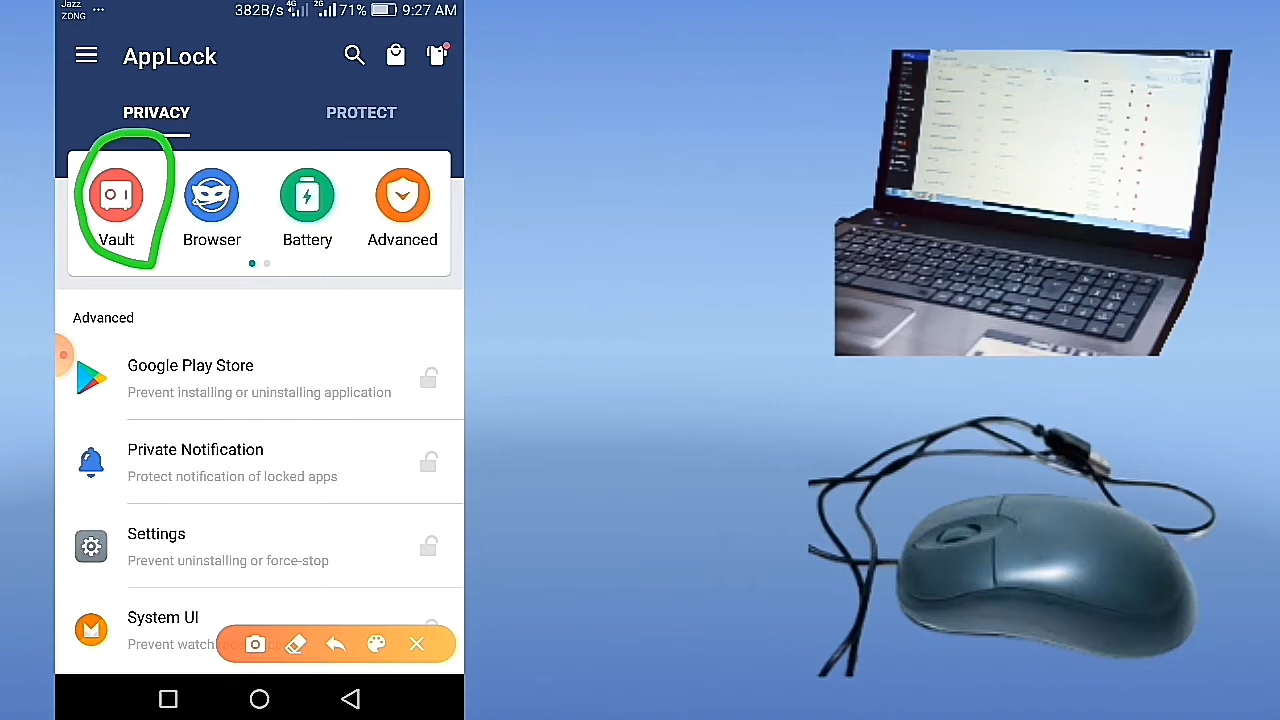 Jazz
ZONG ... 382B/s 4G 2G 71% 9:27 AM
AppLock
PRIVACY PROTECT
Vault Browser Battery Advanced
Advanced
Google Play Store
Prevent installing or uninstalling application
Private Notification
Protect notification of locked apps
Settings
Prevent uninstalling or force-stop
System UI
Prevent watch